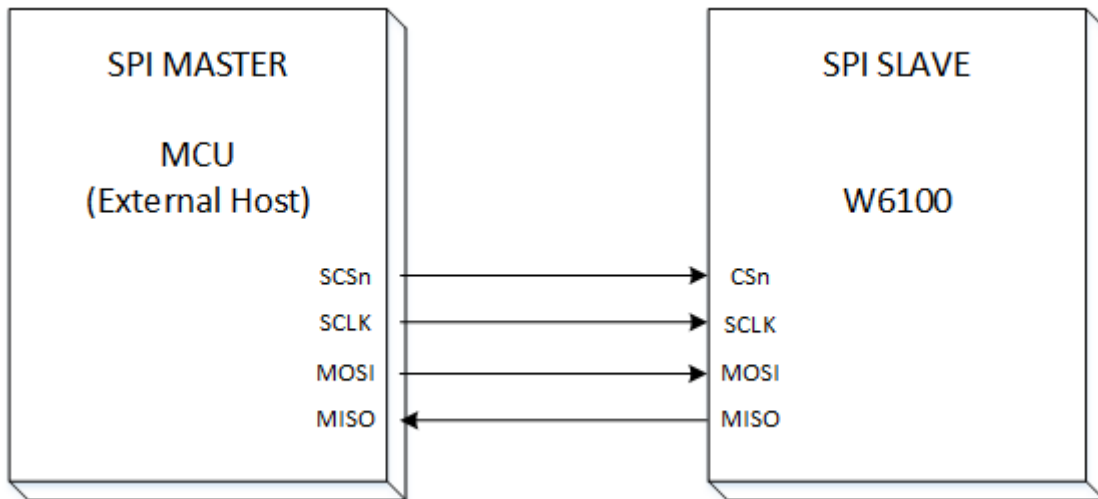 SPI MASTER
MCU
(External Host)
SCSn
SCLK
MOSI
MISO
SPI SLAVE
W6100
CSn
SCLK
MOSI
MISO